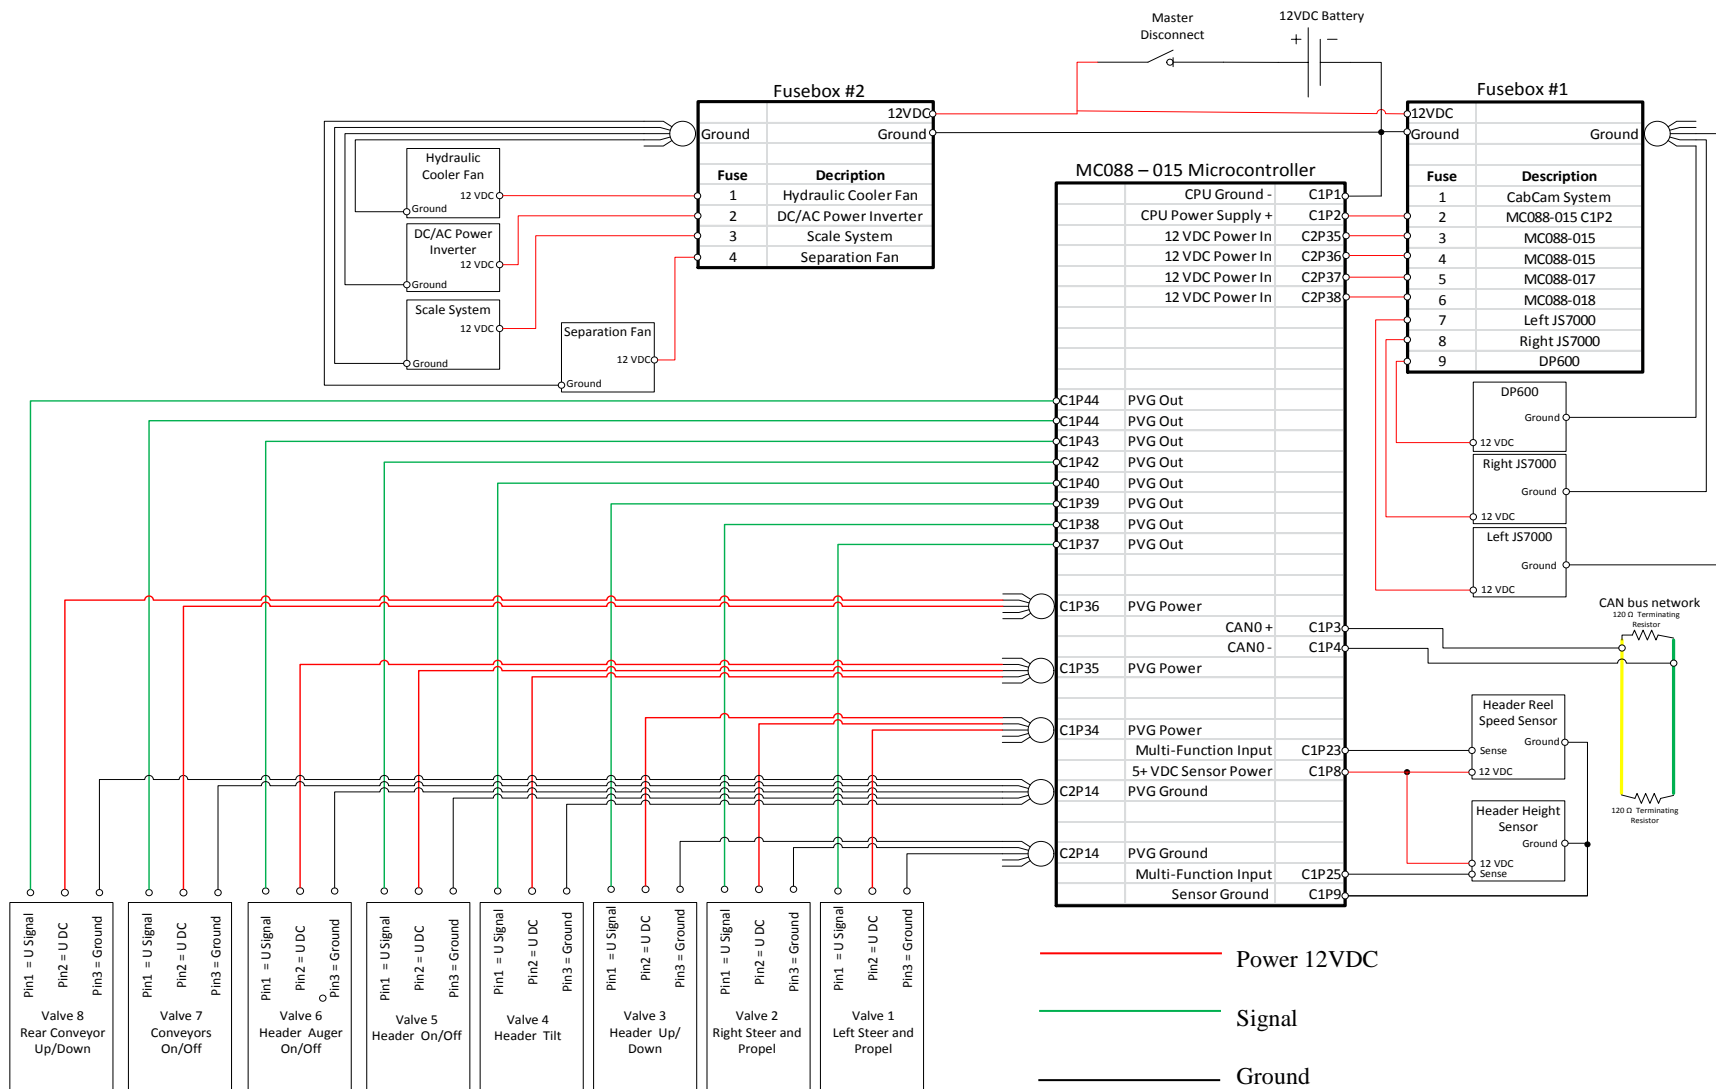 Master
Disconnect
12VDC Battery
+ −
Fusebox #2
12VDC
Ground Ground
Fuse Decription
1 Hydraulic Cooler Fan
2 DC/AC Power Inverter
3 Scale System
4 Separation Fan
Hydraulic
Cooler Fan
12 VDC
Ground
DC/AC Power
Inverter
12 VDC
Ground
Scale System
12 VDC
Ground
Separation Fan
12 VDC
Ground
Fusebox #1
12VDC
Ground Ground
Fuse Description
1 CabCam System
2 MC088-015 C1P2
3 MC088-015
4 MC088-015
5 MC088-017
6 MC088-018
7 Left JS7000
8 Right JS7000
9 DP600
DP600
Ground
12 VDC
Right JS7000
Ground
12 VDC
Left JS7000
Ground
12 VDC
MC088 – 015 Microcontroller
CPU Ground - C1P1
CPU Power Supply + C1P2
12 VDC Power In C2P35
12 VDC Power In C2P36
12 VDC Power In C2P37
12 VDC Power In C2P38
C1P44 PVG Out
C1P44 PVG Out
C1P43 PVG Out
C1P42 PVG Out
C1P40 PVG Out
C1P39 PVG Out
C1P38 PVG Out
C1P37 PVG Out
C1P36 PVG Power
CAN0 + C1P3
CAN0 - C1P4
C1P35 PVG Power
C1P34 PVG Power
Multi-Function Input C1P23
5+ VDC Sensor Power C1P8
C2P14 PVG Ground
C2P14 PVG Ground
Multi-Function Input C1P25
Sensor Ground C1P9
CAN bus network
120 Ω Terminating
Resistor
120 Ω Terminating
Resistor
Header Reel
Speed Sensor
Ground
Sense
12 VDC
Header Height
Sensor
Ground
12 VDC
Sense
Pin1 = U Signal
Pin2 = U DC
Pin3 = Ground
Valve 8
Rear Conveyor
Up/Down
Pin1 = U Signal
Pin2 = U DC
Pin3 = Ground
Valve 7
Conveyors
On/Off
Pin1 = U Signal
Pin2 = U DC
Pin3 = Ground
Valve 6
Header Auger
On/Off
Pin1 = U Signal
Pin2 = U DC
Pin3 = Ground
Valve 5
Header On/Off
Pin1 = U Signal
Pin2 = U DC
Pin3 = Ground
Valve 4
Header Tilt
Pin1 = U Signal
Pin2 = U DC
Pin3 = Ground
Valve 3
Header Up/
Down
Pin1 = U Signal
Pin2 = U DC
Pin3 = Ground
Valve 2
Right Steer and
Propel
Pin1 = U Signal
Pin2 = U DC
Pin3 = Ground
Valve 1
Left Steer and
Propel
Power 12VDC
Signal
Ground